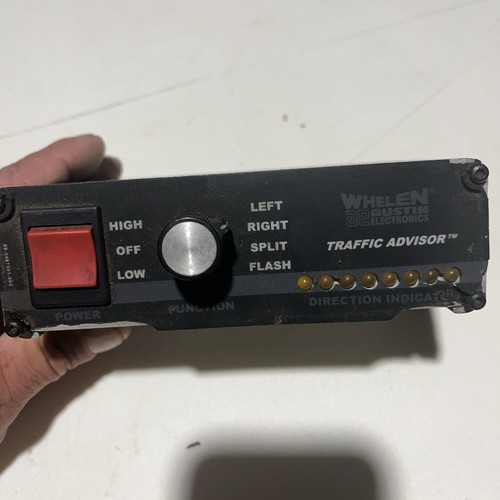 HIGH
OFF
LOW
POWER
FUNCTION
LEFT
RIGHT
SPLIT
FLASH
WHELEN®
DUSTIN
ELECTRONICS
TRAFFIC ADVISOR™
DIRECTION INDICATOR